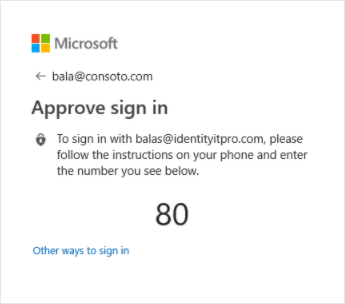 Microsoft
← bala@consoto.com
Approve sign in
To sign in with balas@identityitpro.com, please
follow the instructions on your phone and enter
the number you see below.
80
Other ways to sign in